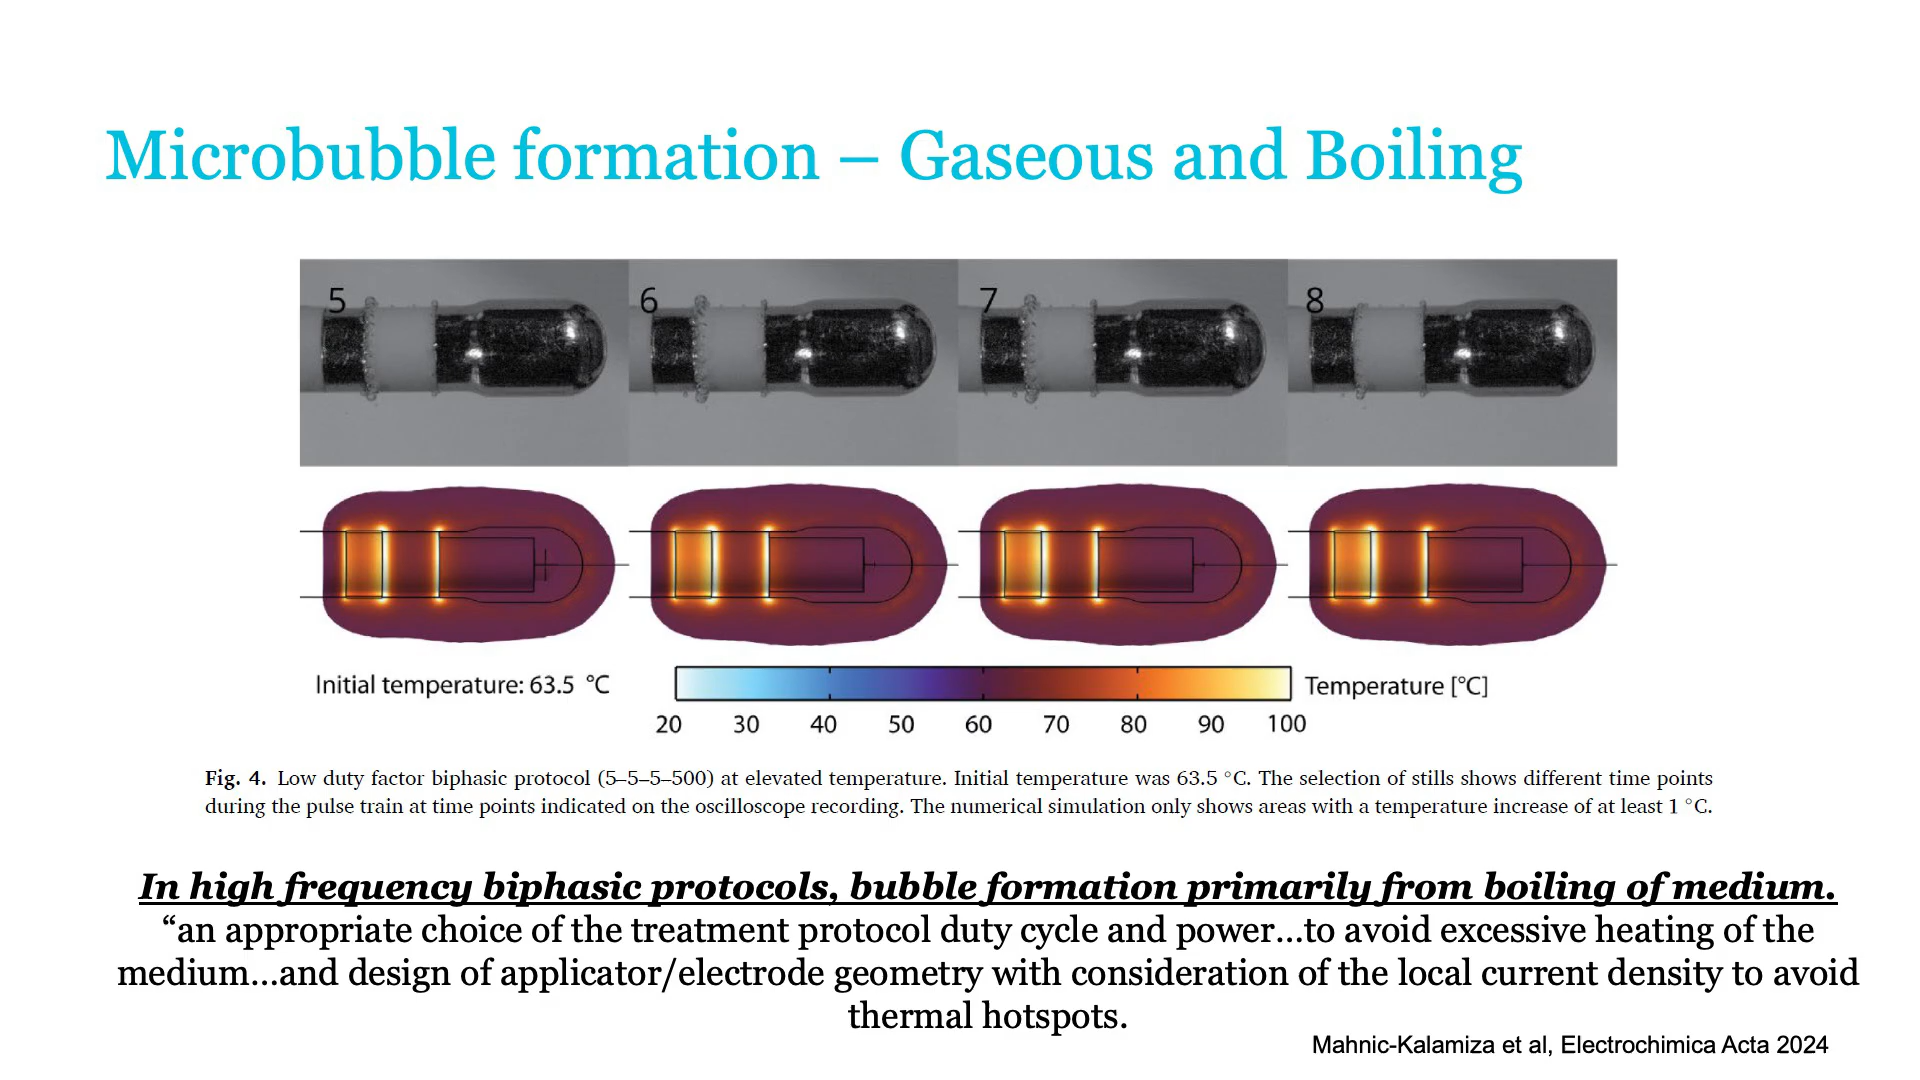 Microbubble formation – Gaseous and Boiling
5
6
7
8
Initial temperature: 63.5 °C
Temperature [°C]
20 30 40 50 60 70 80 90 100
Fig. 4. Low duty factor biphasic protocol (5–5–5–500) at elevated temperature. Initial temperature was 63.5 °C. The selection of stills shows different time points
during the pulse train at time points indicated on the oscilloscope recording. The numerical simulation only shows areas with a temperature increase of at least 1 °C.
In high frequency biphasic protocols, bubble formation primarily from boiling of medium.
“an appropriate choice of the treatment protocol duty cycle and power...to avoid excessive heating of the
medium...and design of applicator/electrode geometry with consideration of the local current density to avoid
thermal hotspots.
Mahnic-Kalamiza et al, Electrochimica Acta 2024